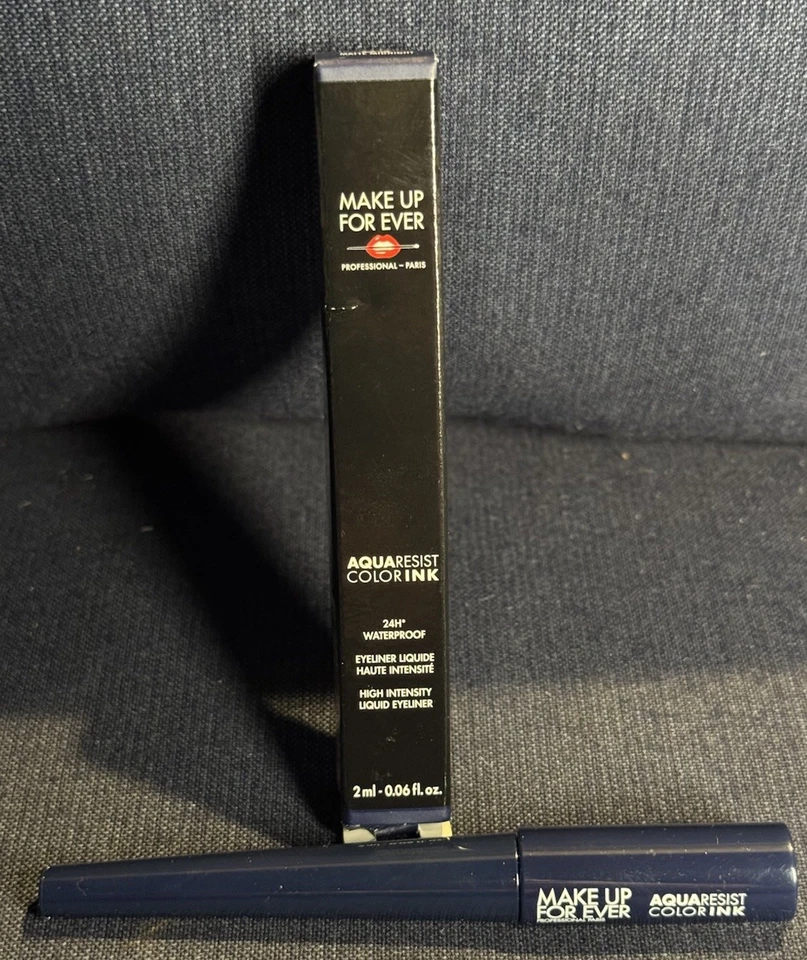 MAKE UP
FOR EVER
PROFESSIONAL – PARIS
AQUARESIST
COLOR INK
24H*
WATERPROOF
EYELINER LIQUIDE
HAUTE INTENSITÉ
HIGH INTENSITY
LIQUID EYELINER
2 ml - 0.06 fl. oz.
MAKE UP
FOR EVER
PROFESSIONAL PARIS
AQUARESIST
COLOR INK